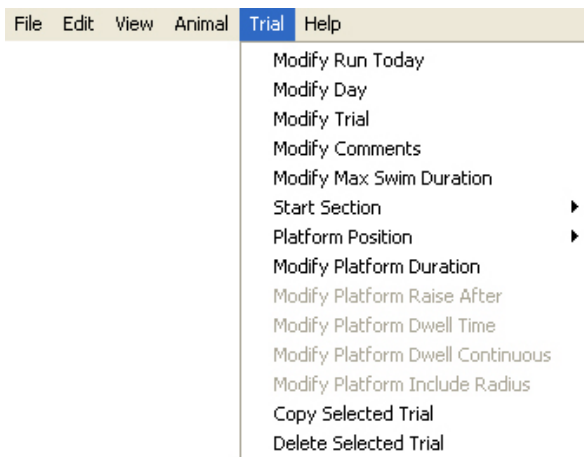 File Edit View Animal Trial Help
Modify Run Today
Modify Day
Modify Trial
Modify Comments
Modify Max Swim Duration
Start Section
Platform Position
Modify Platform Duration
Modify Platform Raise After
Modify Platform Dwell Time
Modify Platform Dwell Continuous
Modify Platform Include Radius
Copy Selected Trial
Delete Selected Trial